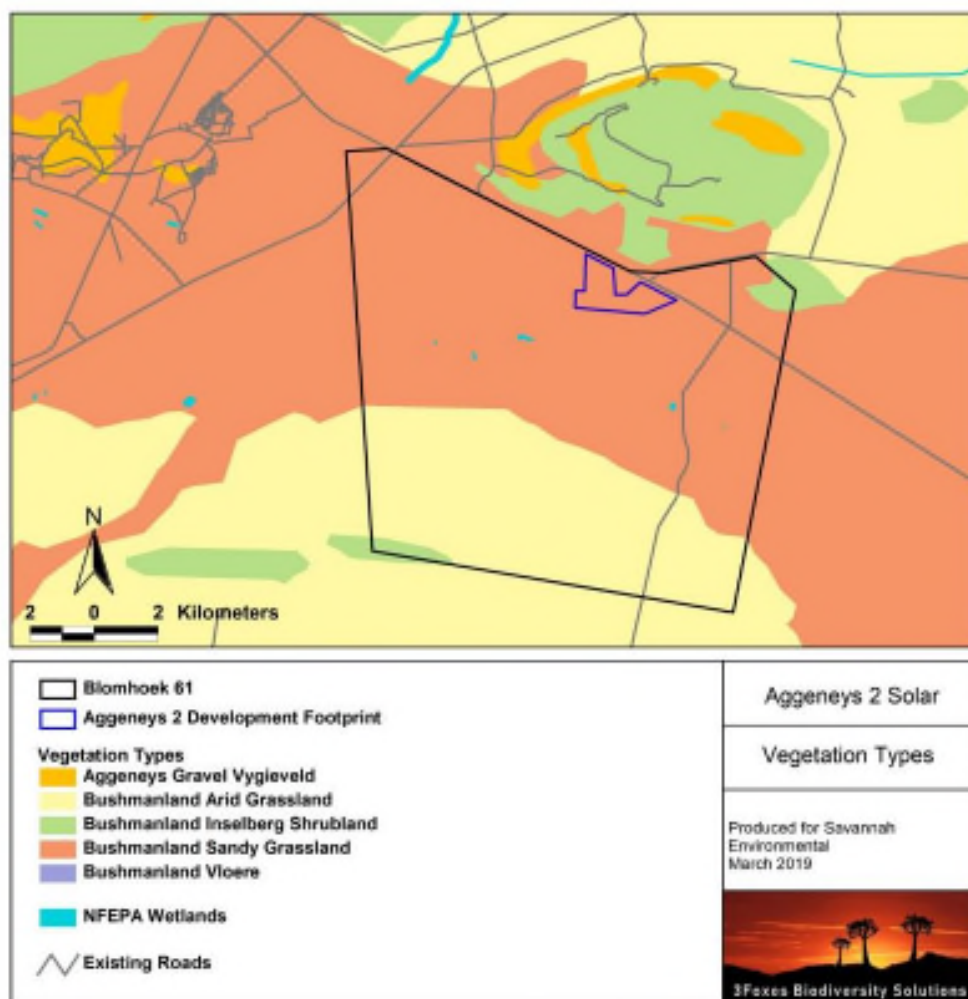 N
2 0 2 Kilometers
Blomhoek 61
Aggeneys 2 Development Footprint
Vegetation Types
Aggeneys Gravel Vygieveld
Bushmanland Arid Grassland
Bushmanland Inselberg Shrubland
Bushmanland Sandy Grassland
Bushmanland Vloere
NFEPA Wetlands
Existing Roads
Aggeneys 2 Solar
Vegetation Types
Produced for Savannah
Environmental
March 2019
3Foxes Biodiversity Solutions